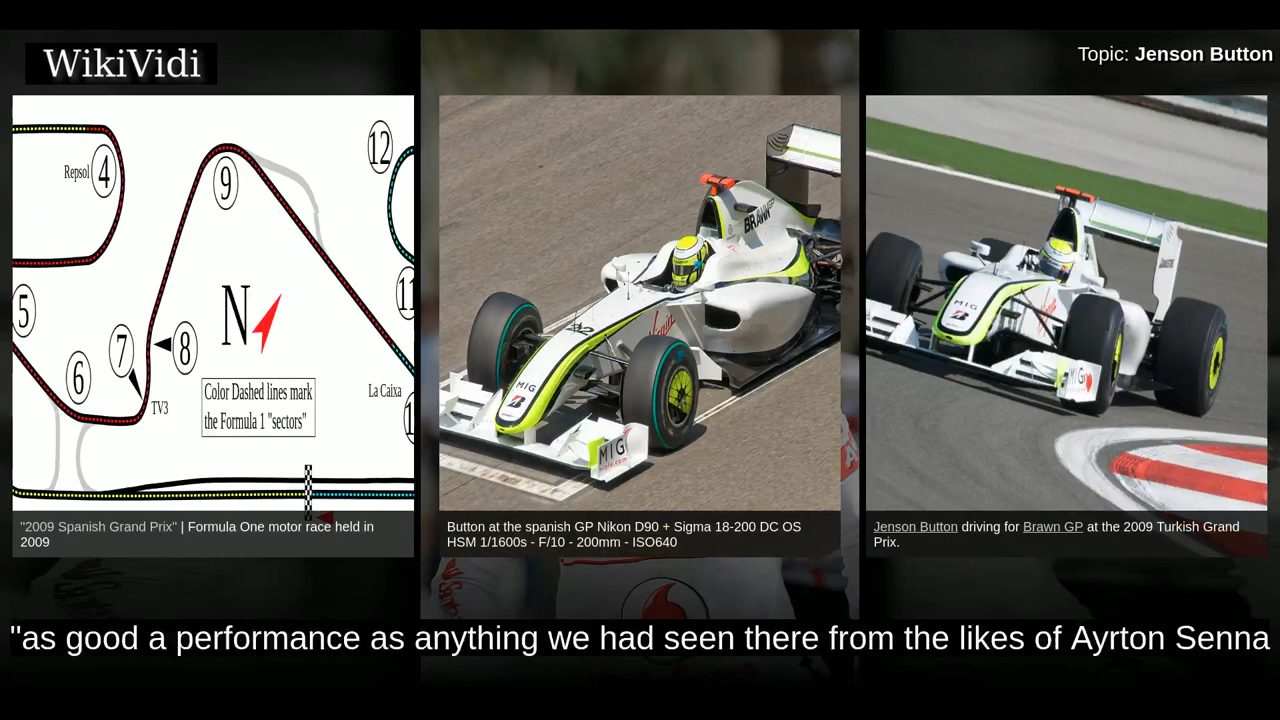 WikiVidi
Topic: Jenson Button
4
Repsol
9
12
5
6
7
8
N
11
TV3
La Caixa
Color Dashed lines mark
the Formula 1 "sectors"
"2009 Spanish Grand Prix" | Formula One motor race held in
2009
BRAWN
Virgin
MIG
MIG
Button at the spanish GP Nikon D90 + Sigma 18-200 DC OS
HSM 1/1600s - F/10 - 200mm - ISO640
MIG
MIG
Jenson Button driving for Brawn GP at the 2009 Turkish Grand
Prix.
"as good a performance as anything we had seen there from the likes of Ayrton Senna